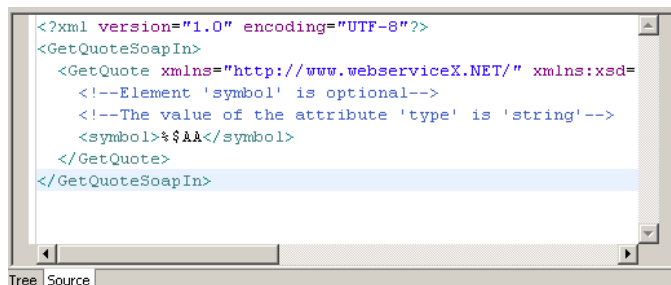 <?xml version="1.0" encoding="UTF-8"?>
<GetQuoteSoapIn>
<GetQuote xmlns="http://www.webserviceX.NET/" xmlns:xsd=
<!--Element 'symbol' is optional-->
<!--The value of the attribute 'type' is 'string'-->
<symbol>%$AA</symbol>
</GetQuote>
</GetQuoteSoapIn>
Tree Source